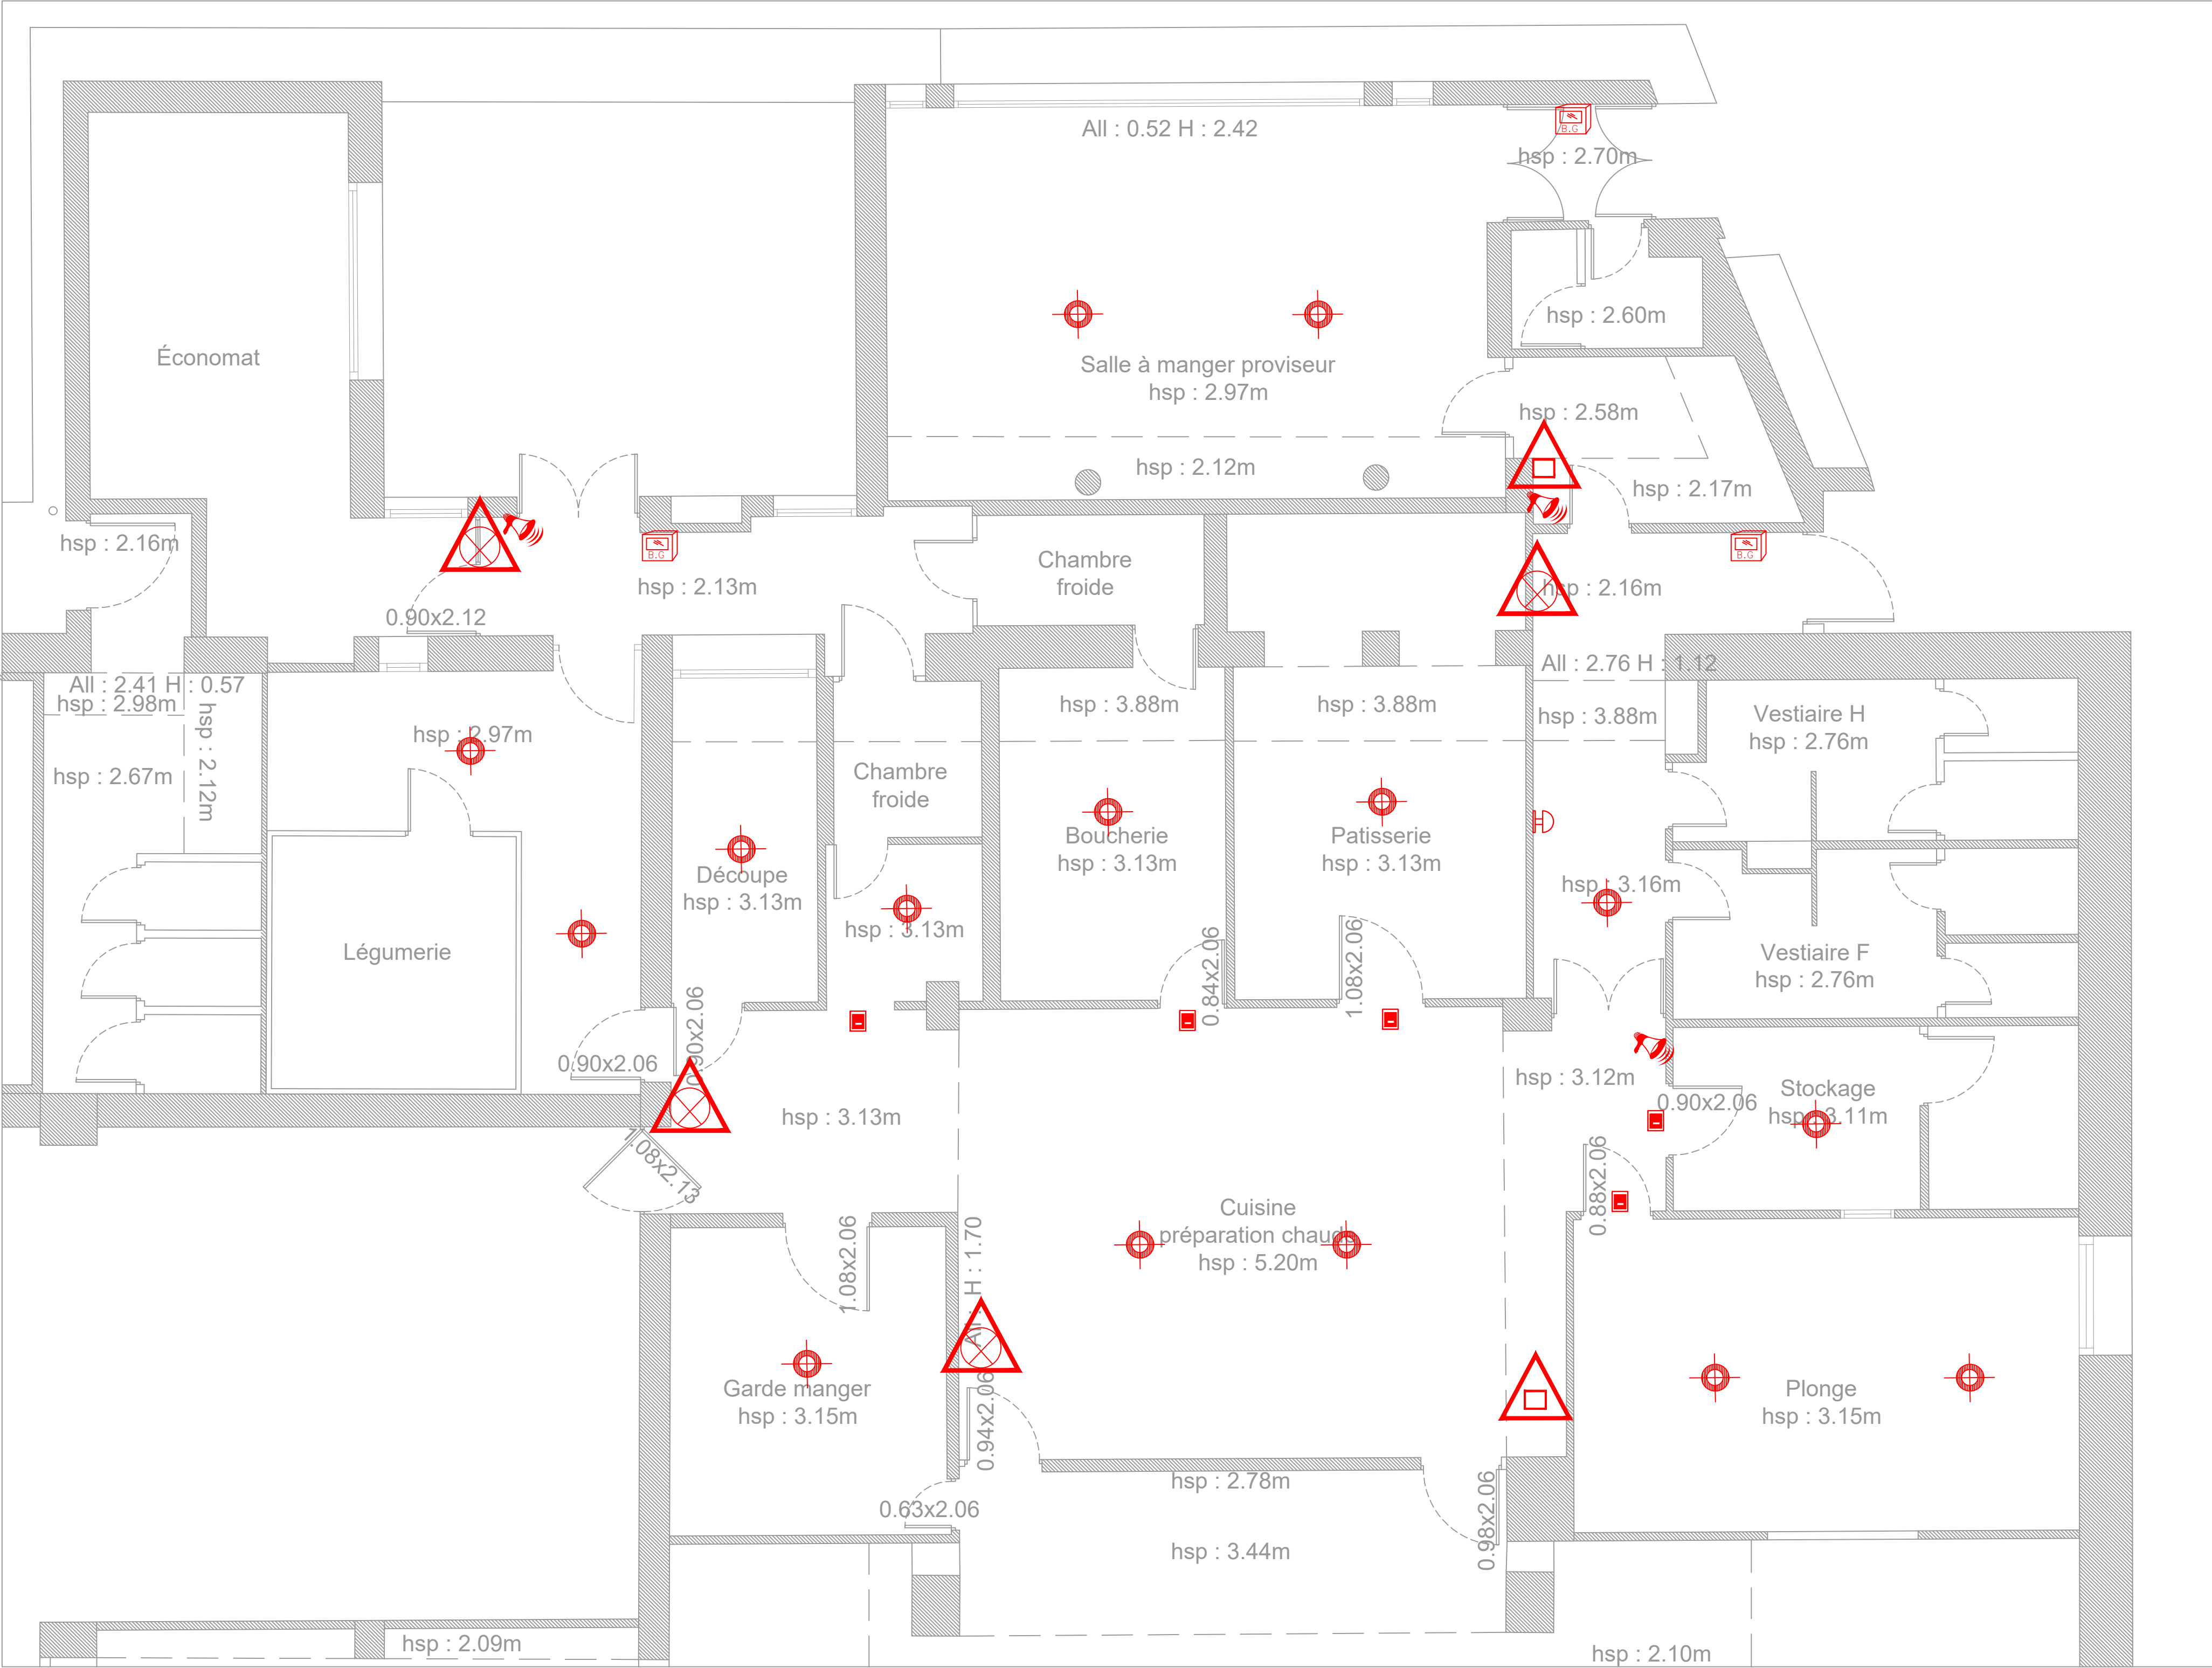 All : 0.52 H : 2.42
B.G
hsp : 2.70m
hsp : 2.60m
Économat
Salle à manger proviseur
hsp : 2.97m
hsp : 2.58m
hsp : 2.12m
hsp : 2.17m
hsp : 2.16m
B.G
B.G
Chambre
froide
hsp : 2.13m
hsp : 2.16m
0.90x2.12
All : 2.41 H : 0.57
hsp : 2.98m
hsp : 2.12m
hsp : 2.67m
hsp : 2.97m
hsp : 3.88m
hsp : 3.88m
All : 2.76 H : 1.12
hsp : 3.88m
Vestiaire H
hsp : 2.76m
Chambre
froide
Boucherie
hsp : 3.13m
Patisserie
hsp : 3.13m
Découpe
hsp : 3.13m
hsp : 3.13m
hsp : 3.16m
Légumerie
Vestiaire F
hsp : 2.76m
0.84x2.06
1.08x2.06
0.90x2.06
0.90x2.06
hsp : 3.12m
Stockage
hsp : 3.11m
0.90x2.06
hsp : 3.13m
1.08x2.13
0.88x2.06
Cuisine
préparation chaude
hsp : 5.20m
1.08x2.06
All : H : 1.70
Garde manger
hsp : 3.15m
0.94x2.06
Plonge
hsp : 3.15m
hsp : 2.78m
0.63x2.06
0.98x2.06
hsp : 3.44m
hsp : 2.09m
hsp : 2.10m